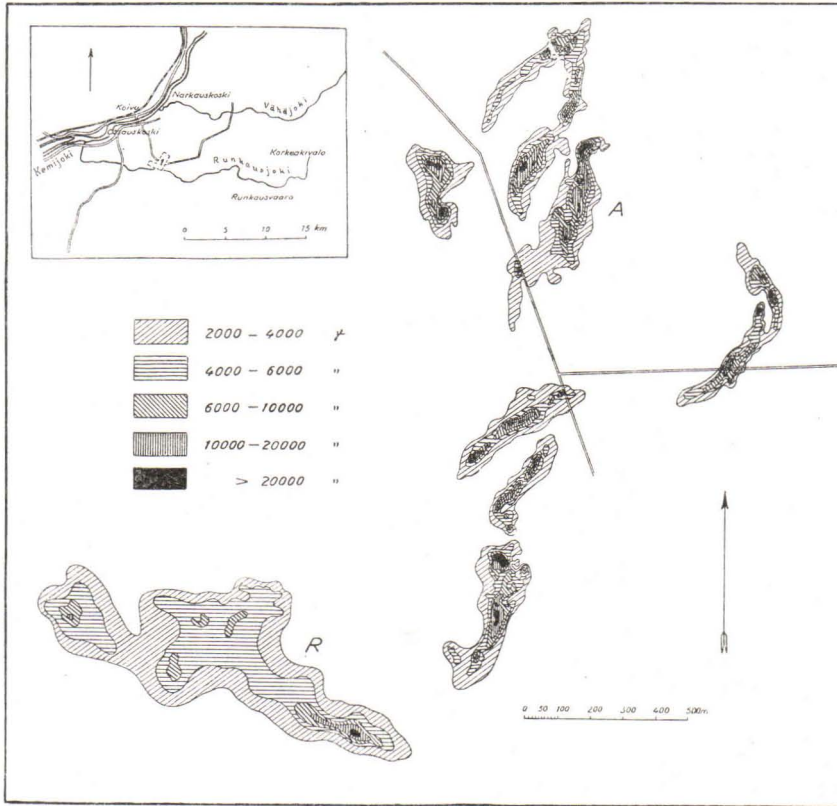 Narkauskoski
Koivu
Vähäjoki
Kemijoki
Runkausjoki
Korkeakivalo
Runkausvaara
0 5 10 15 km
A
2000 – 4000 γ
4000 – 6000 "
6000 – 10000 "
10000 – 20000 "
> 20000 "
R
0 50 100 200 300 400 500m